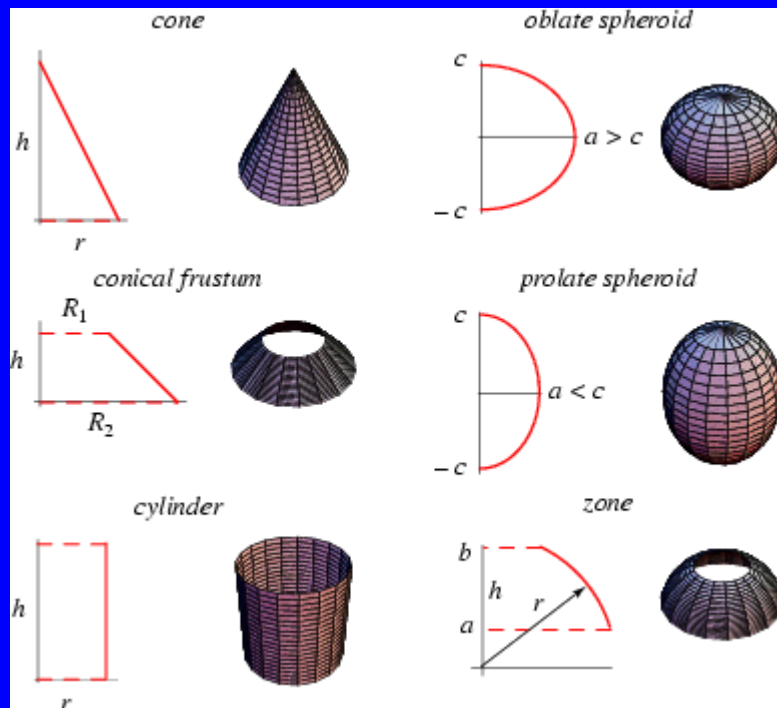 cone
h
r
oblate spheroid
c
a > c
−c
conical frustum
R₁
h
R₂
prolate spheroid
c
a < c
−c
cylinder
h
r
zone
b
h
r
a